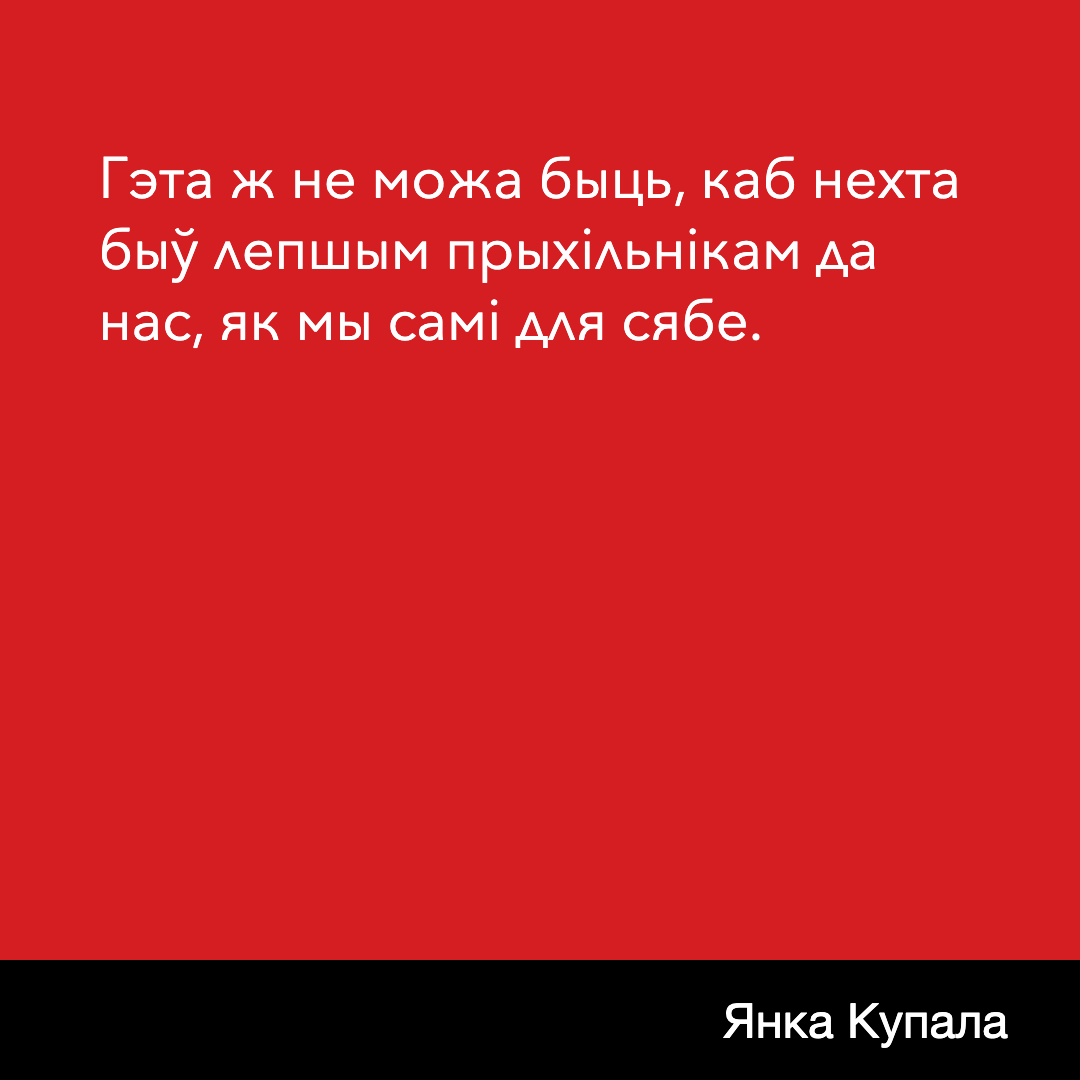 Гэта ж не можа быць, каб нехта
быў лепшым прыхільнікам да
нас, як мы самі для сябе.
Янка Купала